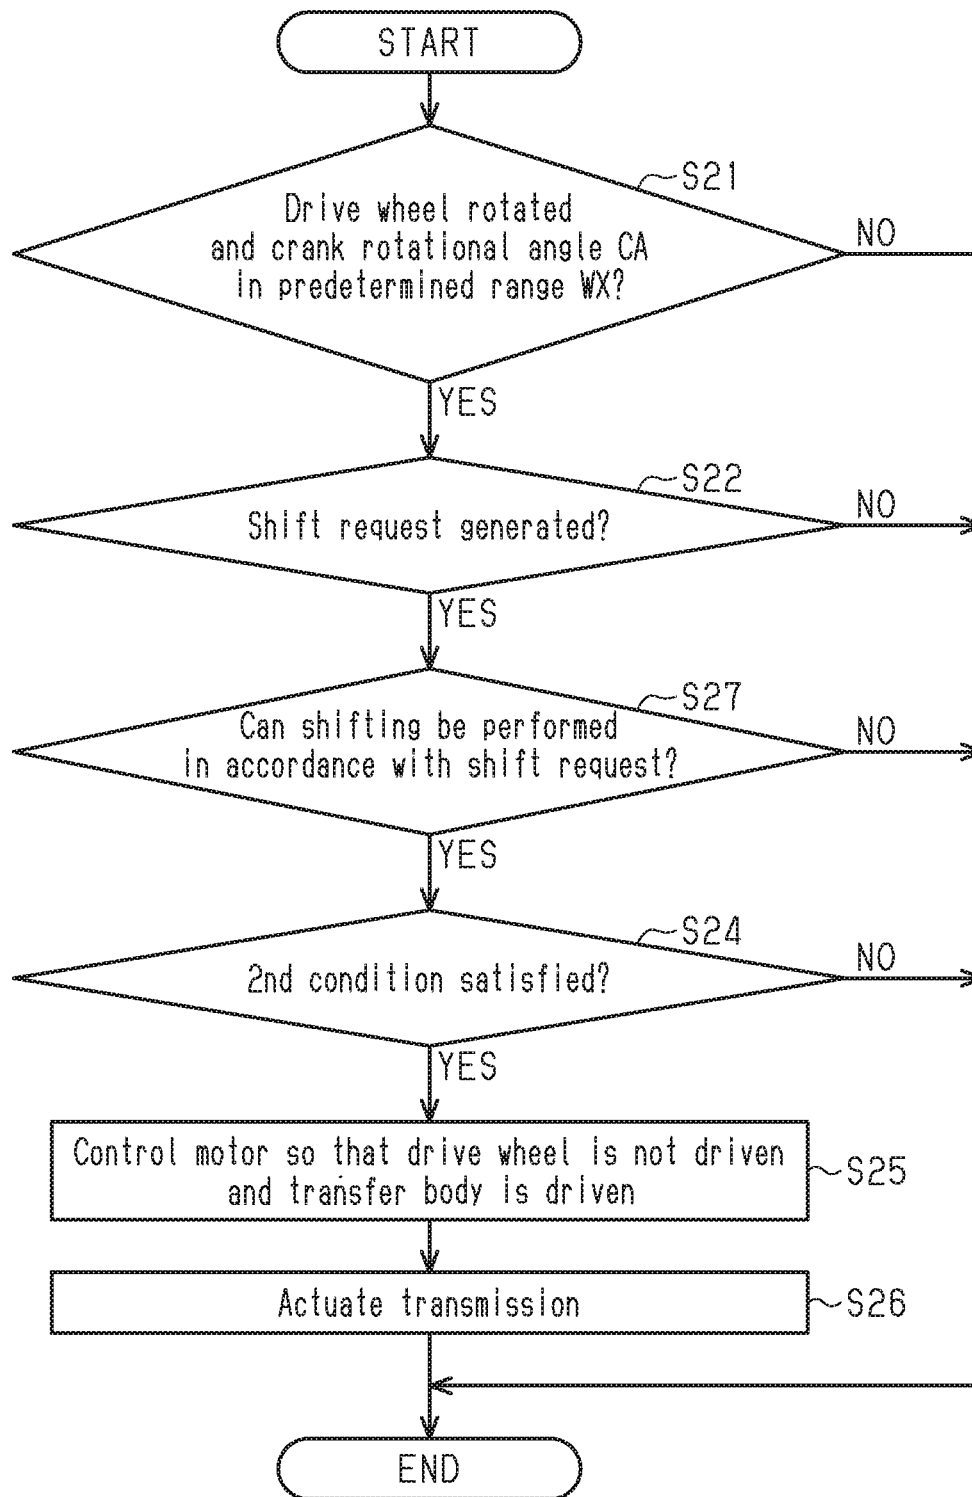 START
S21
Drive wheel rotated
and crank rotational angle CA
in predetermined range WX?
NO
YES
S22
Shift request generated?
NO
YES
S27
Can shifting be performed
in accordance with shift request?
NO
YES
S24
2nd condition satisfied?
NO
YES
Control motor so that drive wheel is not driven
and transfer body is driven
S25
Actuate transmission
S26
END